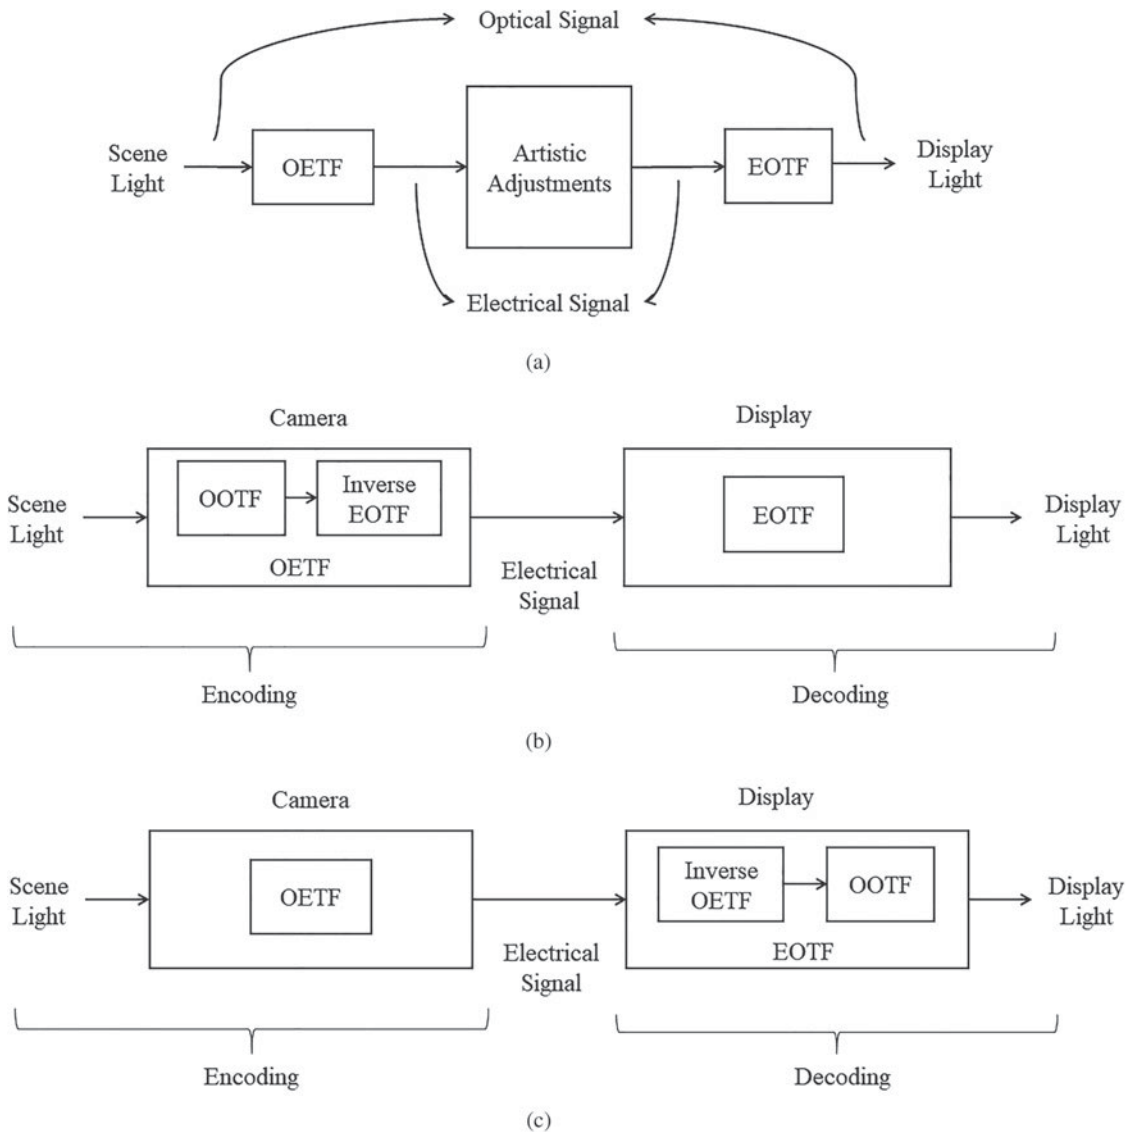 Optical Signal
Scene
Light
OETF
Artistic
Adjustments
EOTF
Display
Light
Electrical Signal
(a)
Camera
Display
Scene
Light
OOTF
Inverse
EOTF
OETF
Electrical
Signal
EOTF
Display
Light
Encoding
Decoding
(b)
Camera
Display
Scene
Light
OETF
Electrical
Signal
Inverse
OETF
OOTF
EOTF
Display
Light
Encoding
Decoding
(c)